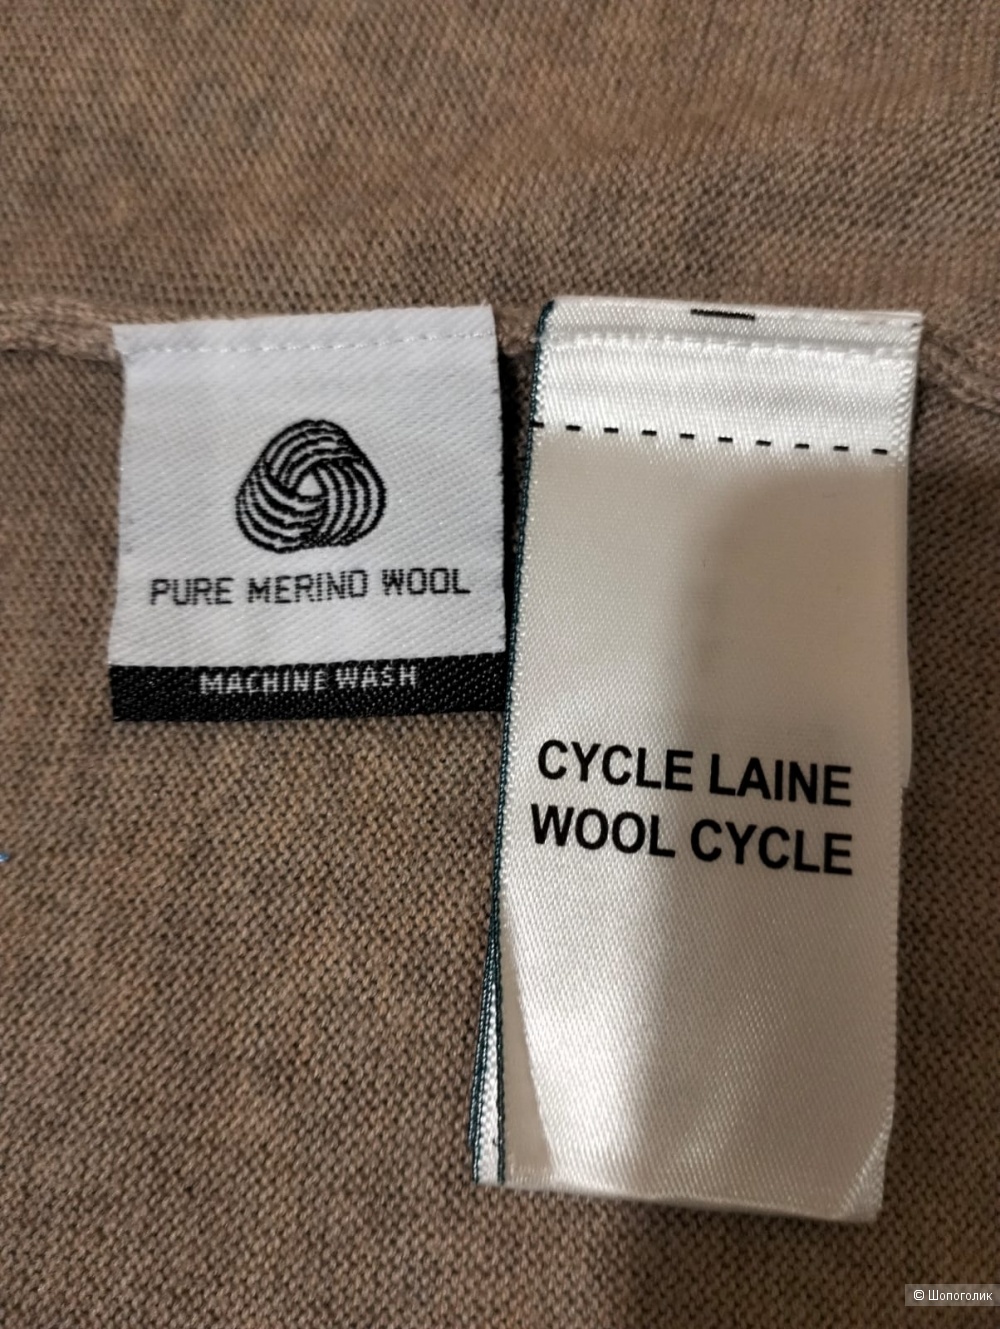 PURE MERINO WOOL
MACHINE WASH
CYCLE LAINE
WOOL CYCLE
© Шопоголик